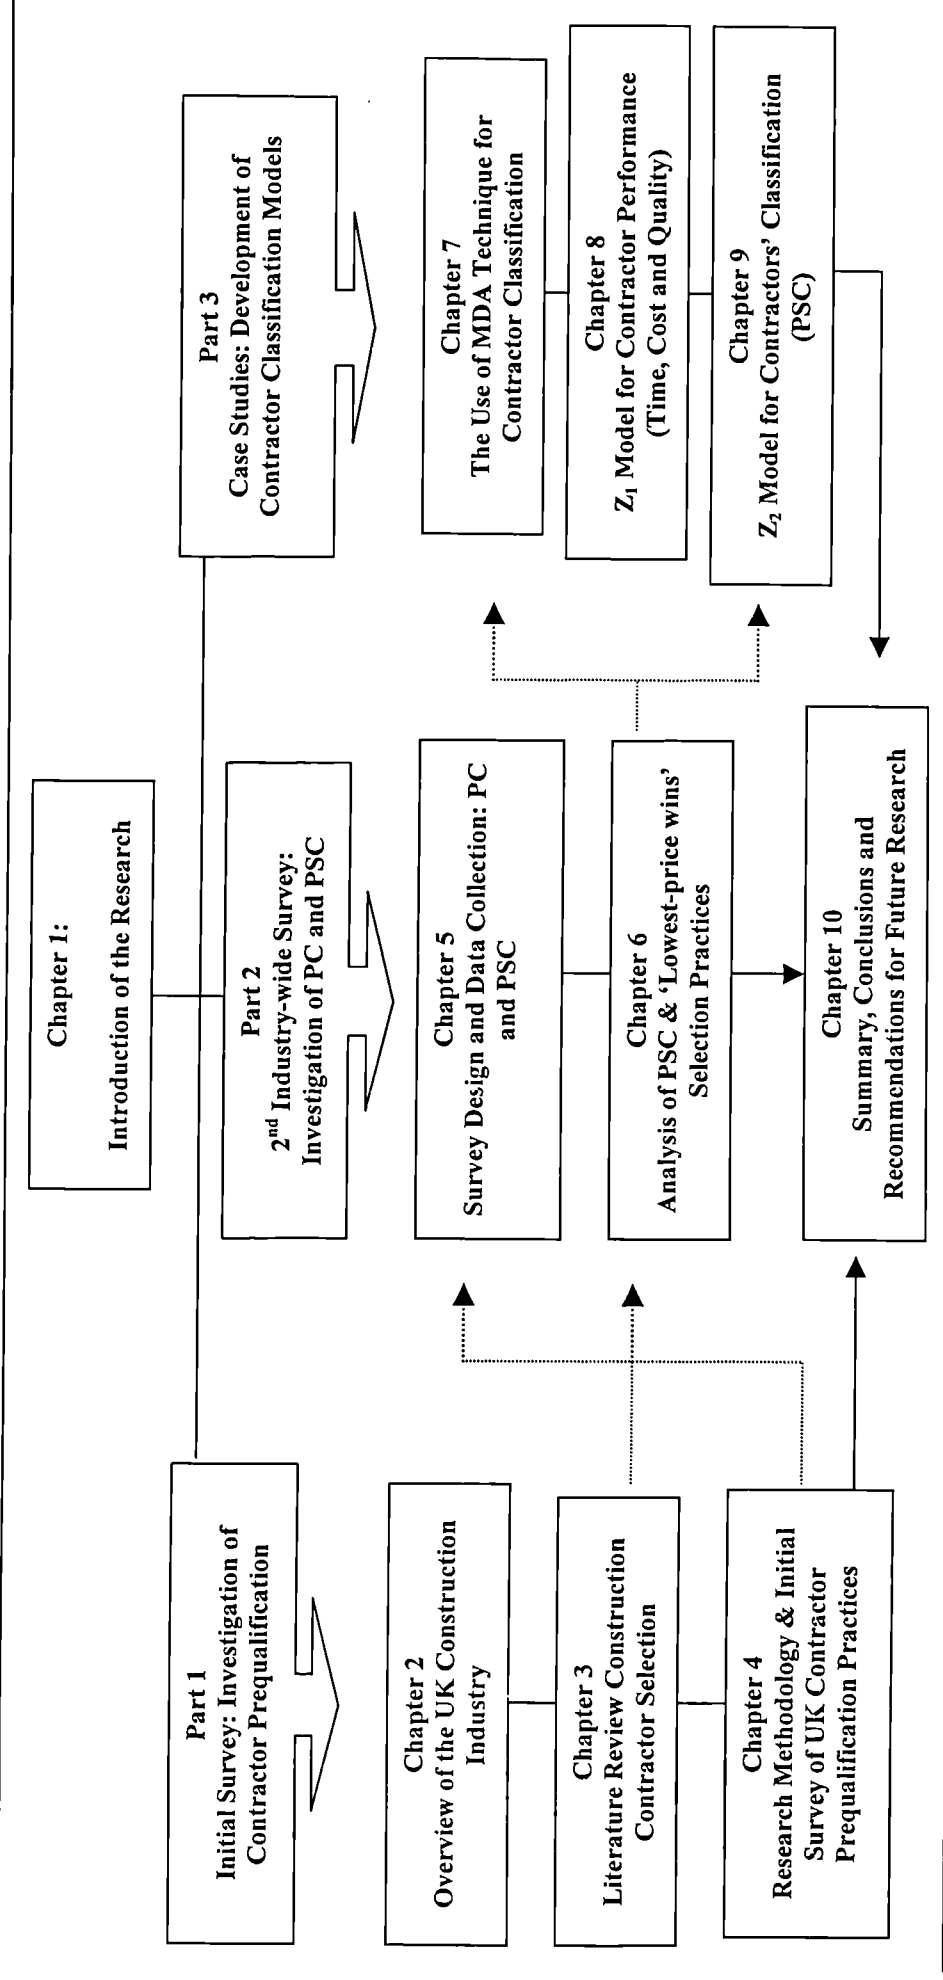 Chapter 1:
Introduction of the Research
Part 1
Initial Survey: Investigation of
Contractor Prequalification
Part 2
2nd Industry-wide Survey:
Investigation of PC and PSC
Part 3
Case Studies: Development of
Contractor Classification Models
Chapter 2
Overview of the UK Construction
Industry
Chapter 3
Literature Review Construction
Contractor Selection
Chapter 4
Research Methodology & Initial
Survey of UK Contractor
Prequalification Practices
Chapter 5
Survey Design and Data Collection: PC
and PSC
Chapter 6
Analysis of PSC & ‘Lowest-price wins’
Selection Practices
Chapter 7
The Use of MDA Technique for
Contractor Classification
Chapter 8
Z₁ Model for Contractor Performance
(Time, Cost and Quality)
Chapter 9
Z₂ Model for Contractors’ Classification
(PSC)
Chapter 10
Summary, Conclusions and
Recommendations for Future Research